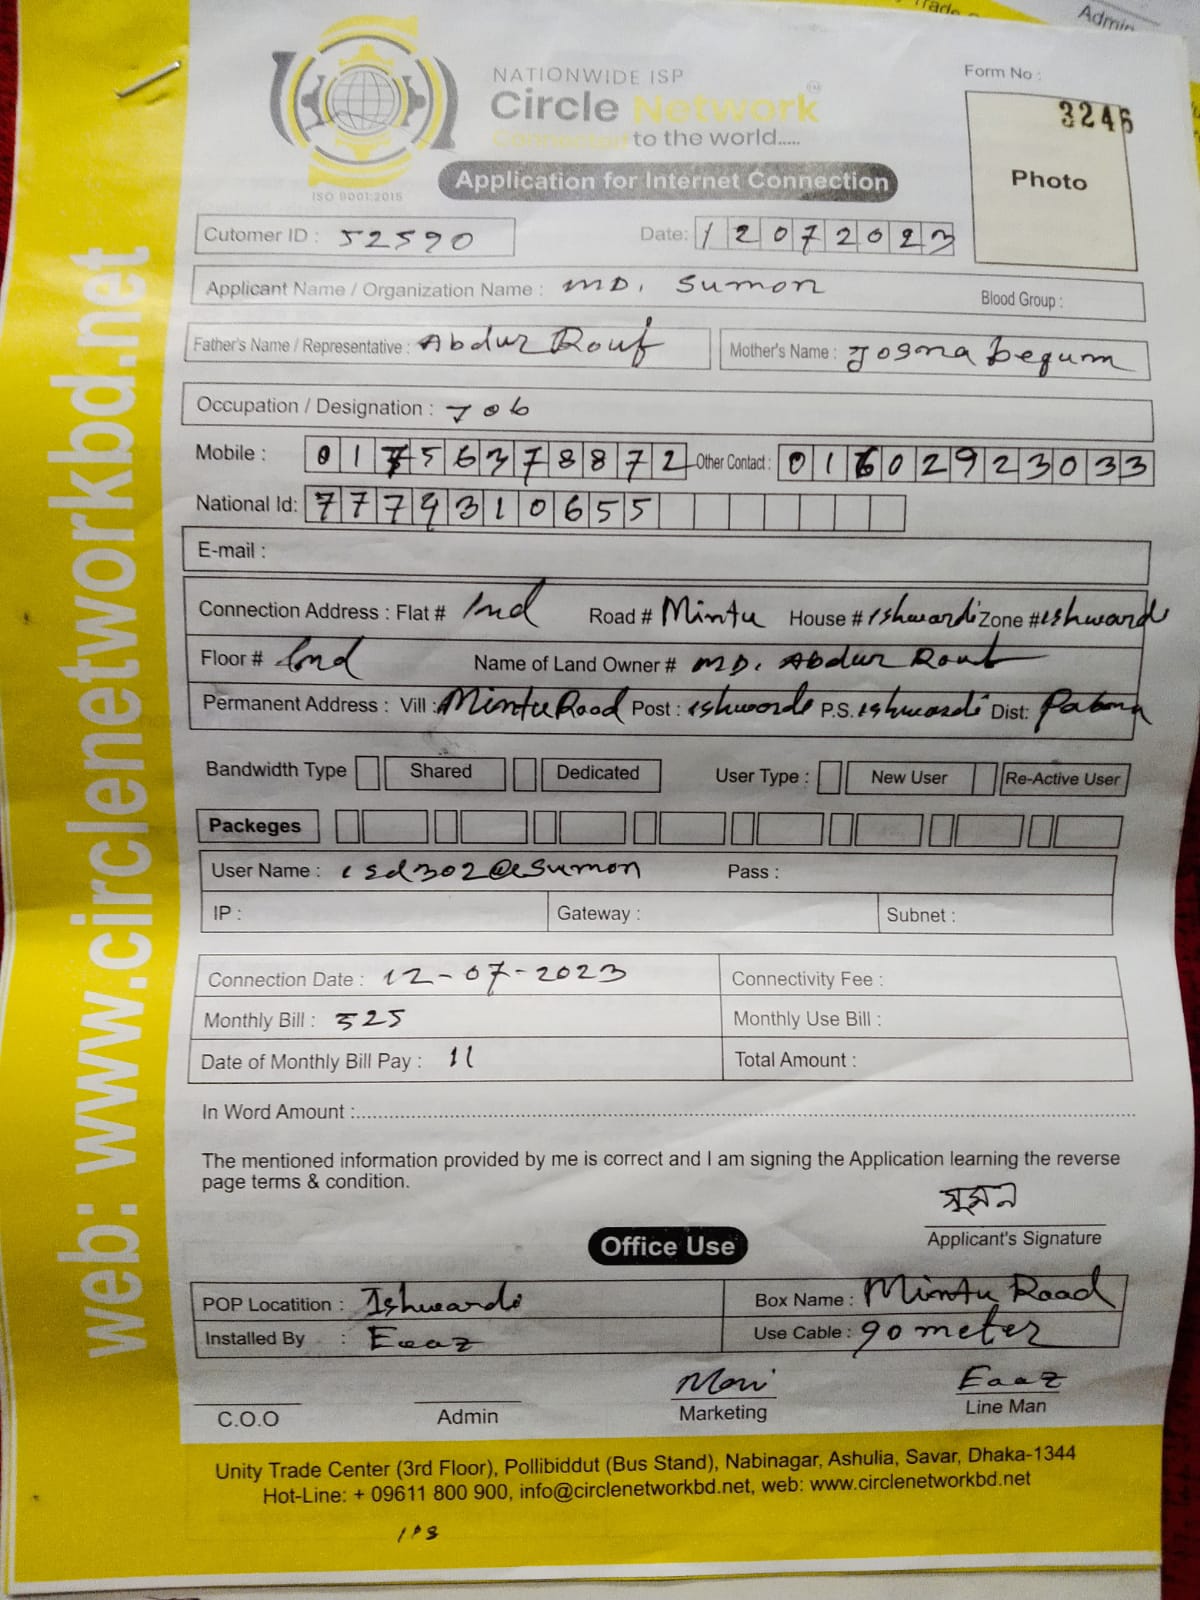 Trade
Admin
NATIONWIDE ISP
Circle Network
Connected to the world.....
ISO 9001:2015
Form No :
3246
Photo
Application for Internet Connection
Cutomer ID : 52590 Date: 12072023
Applicant Name / Organization Name : MD. Sumon Blood Group :
Father's Name / Representative : Abdur Rouf Mother's Name : Josna begum
Occupation / Designation : Job
Mobile : 01756378872 Other Contact : 01602923033
National Id: 7779310655
E-mail :
Connection Address : Flat # Ind Road # Mintu House # ishwardi Zone # ishwardi
Floor # Ind Name of Land Owner # MD. Abdur Rouf
Permanent Address : Vill : Mintu Road Post : ishwardi P.S. ishwardi Dist: Pabna
Bandwidth Type Shared Dedicated User Type : New User Re-Active User
Packeges
User Name : isd302@esumon Pass :
IP : Gateway : Subnet :
Connection Date : 12-07-2023 Connectivity Fee :
Monthly Bill : 525 Monthly Use Bill :
Date of Monthly Bill Pay : 11 Total Amount :
In Word Amount :
The mentioned information provided by me is correct and I am signing the Application learning the reverse
page terms & condition.
সুমন
Applicant's Signature
Office Use
POP Locatition : Ishwardi Box Name : Mintu Road
Installed By : Eaaz Use Cable : 90 meter
Moni Eaaz
C.O.O Admin Marketing Line Man
Unity Trade Center (3rd Floor), Pollibiddut (Bus Stand), Nabinagar, Ashulia, Savar, Dhaka-1344
Hot-Line: + 09611 800 900, info@circlenetworkbd.net, web: www.circlenetworkbd.net
web: www.circlenetworkbd.net